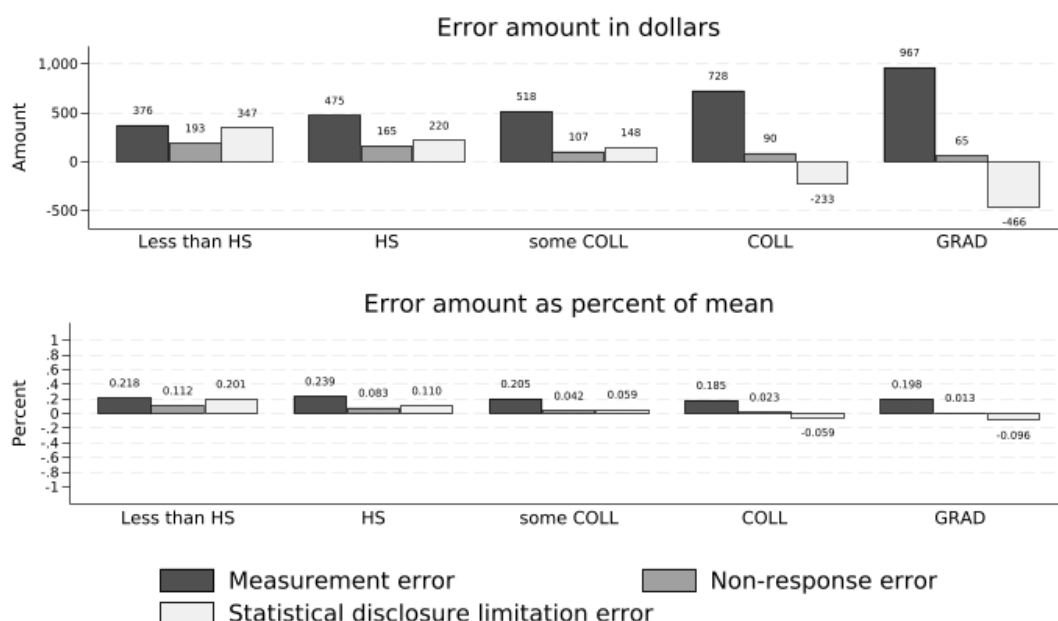 Error amount in dollars
Amount
1,000
500
0
-500
376 193 347
475 165 220
518 107 148
728 90 -233
967 65 -466
Less than HS HS some COLL COLL GRAD
Error amount as percent of mean
Percent
1
.8
.6
.4
.2
0
-.2
-.4
-.6
-.8
-1
0.218 0.112 0.201
0.239 0.083 0.110
0.205 0.042 0.059
0.185 0.023 -0.059
0.198 0.013 -0.096
Less than HS HS some COLL COLL GRAD
Measurement error Non-response error
Statistical disclosure limitation error